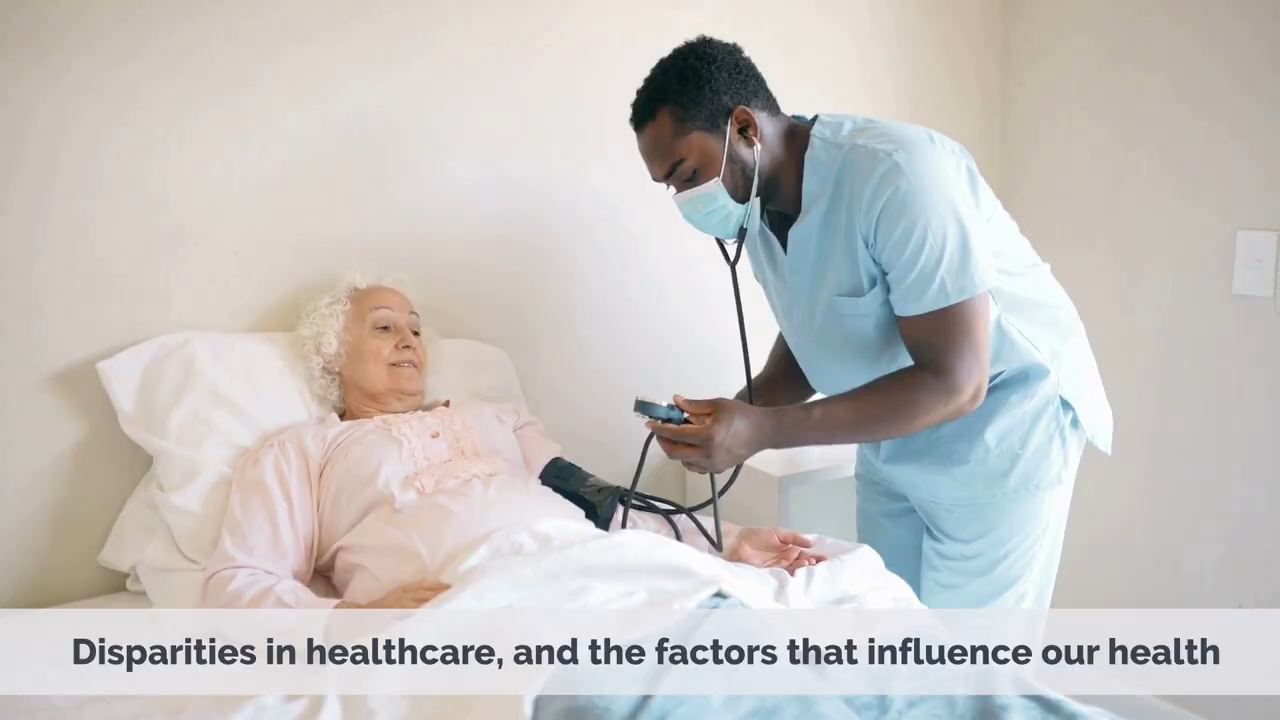 Disparities in healthcare, and the factors that influence our health